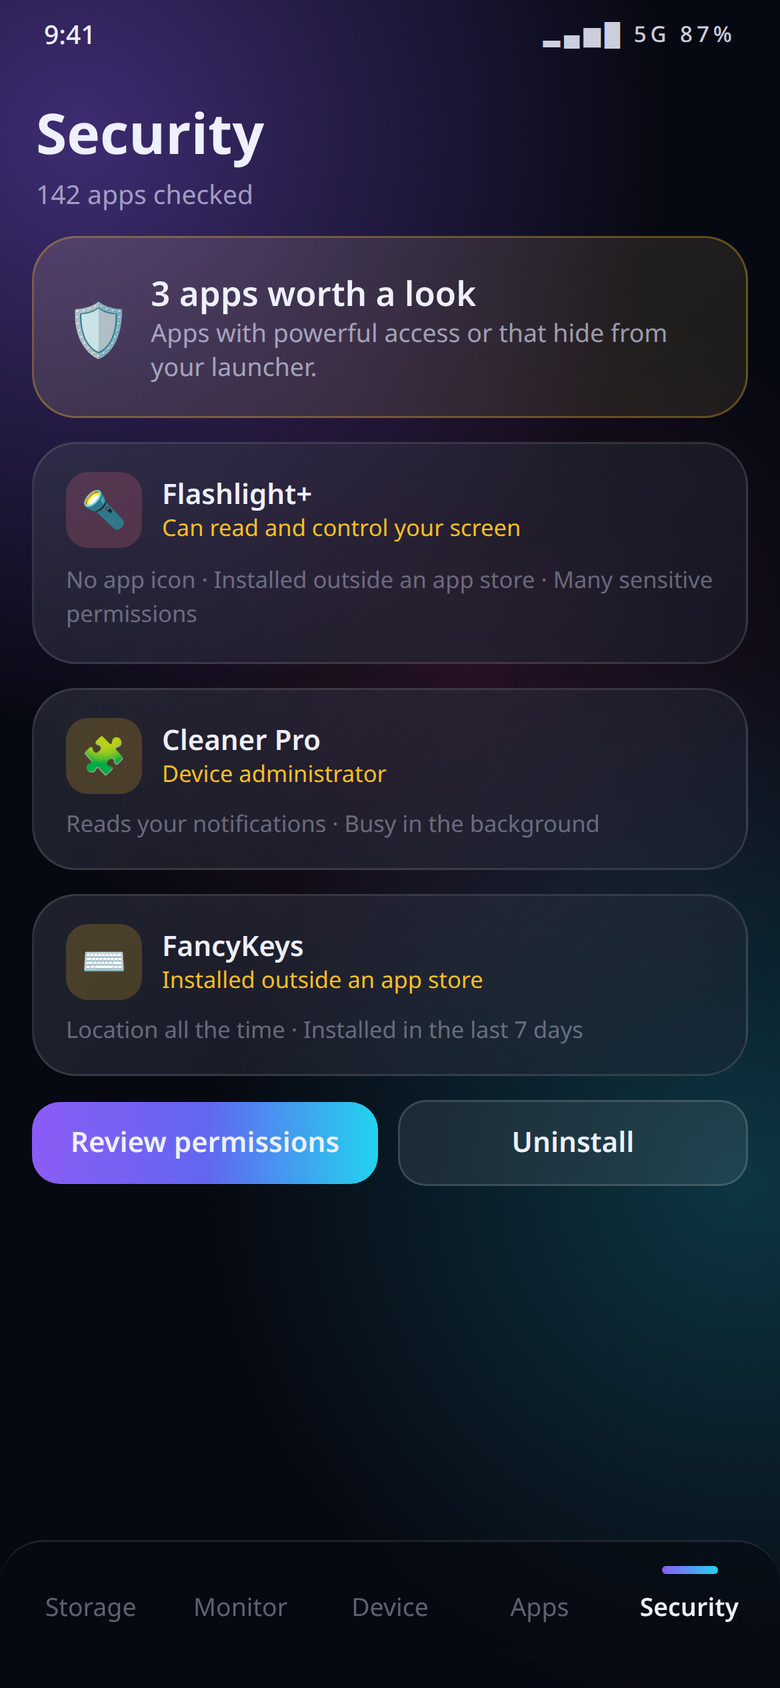 9:41
5G 87%
Security
142 apps checked
3 apps worth a look
Apps with powerful access or that hide from
your launcher.
Flashlight+
Can read and control your screen
No app icon · Installed outside an app store · Many sensitive
permissions
Cleaner Pro
Device administrator
Reads your notifications · Busy in the background
FancyKeys
Installed outside an app store
Location all the time · Installed in the last 7 days
Review permissions
Uninstall
Storage
Monitor
Device
Apps
Security